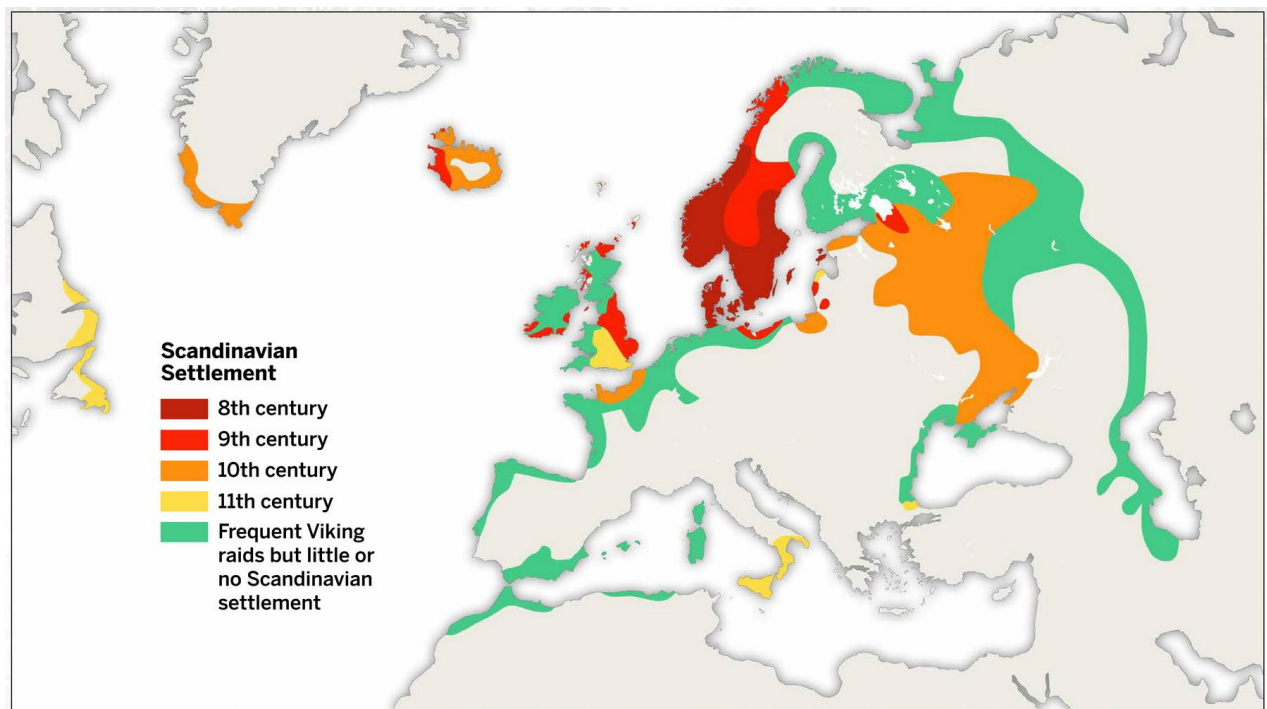 Scandinavian
Settlement
8th century
9th century
10th century
11th century
Frequent Viking
raids but little or
no Scandinavian
settlement